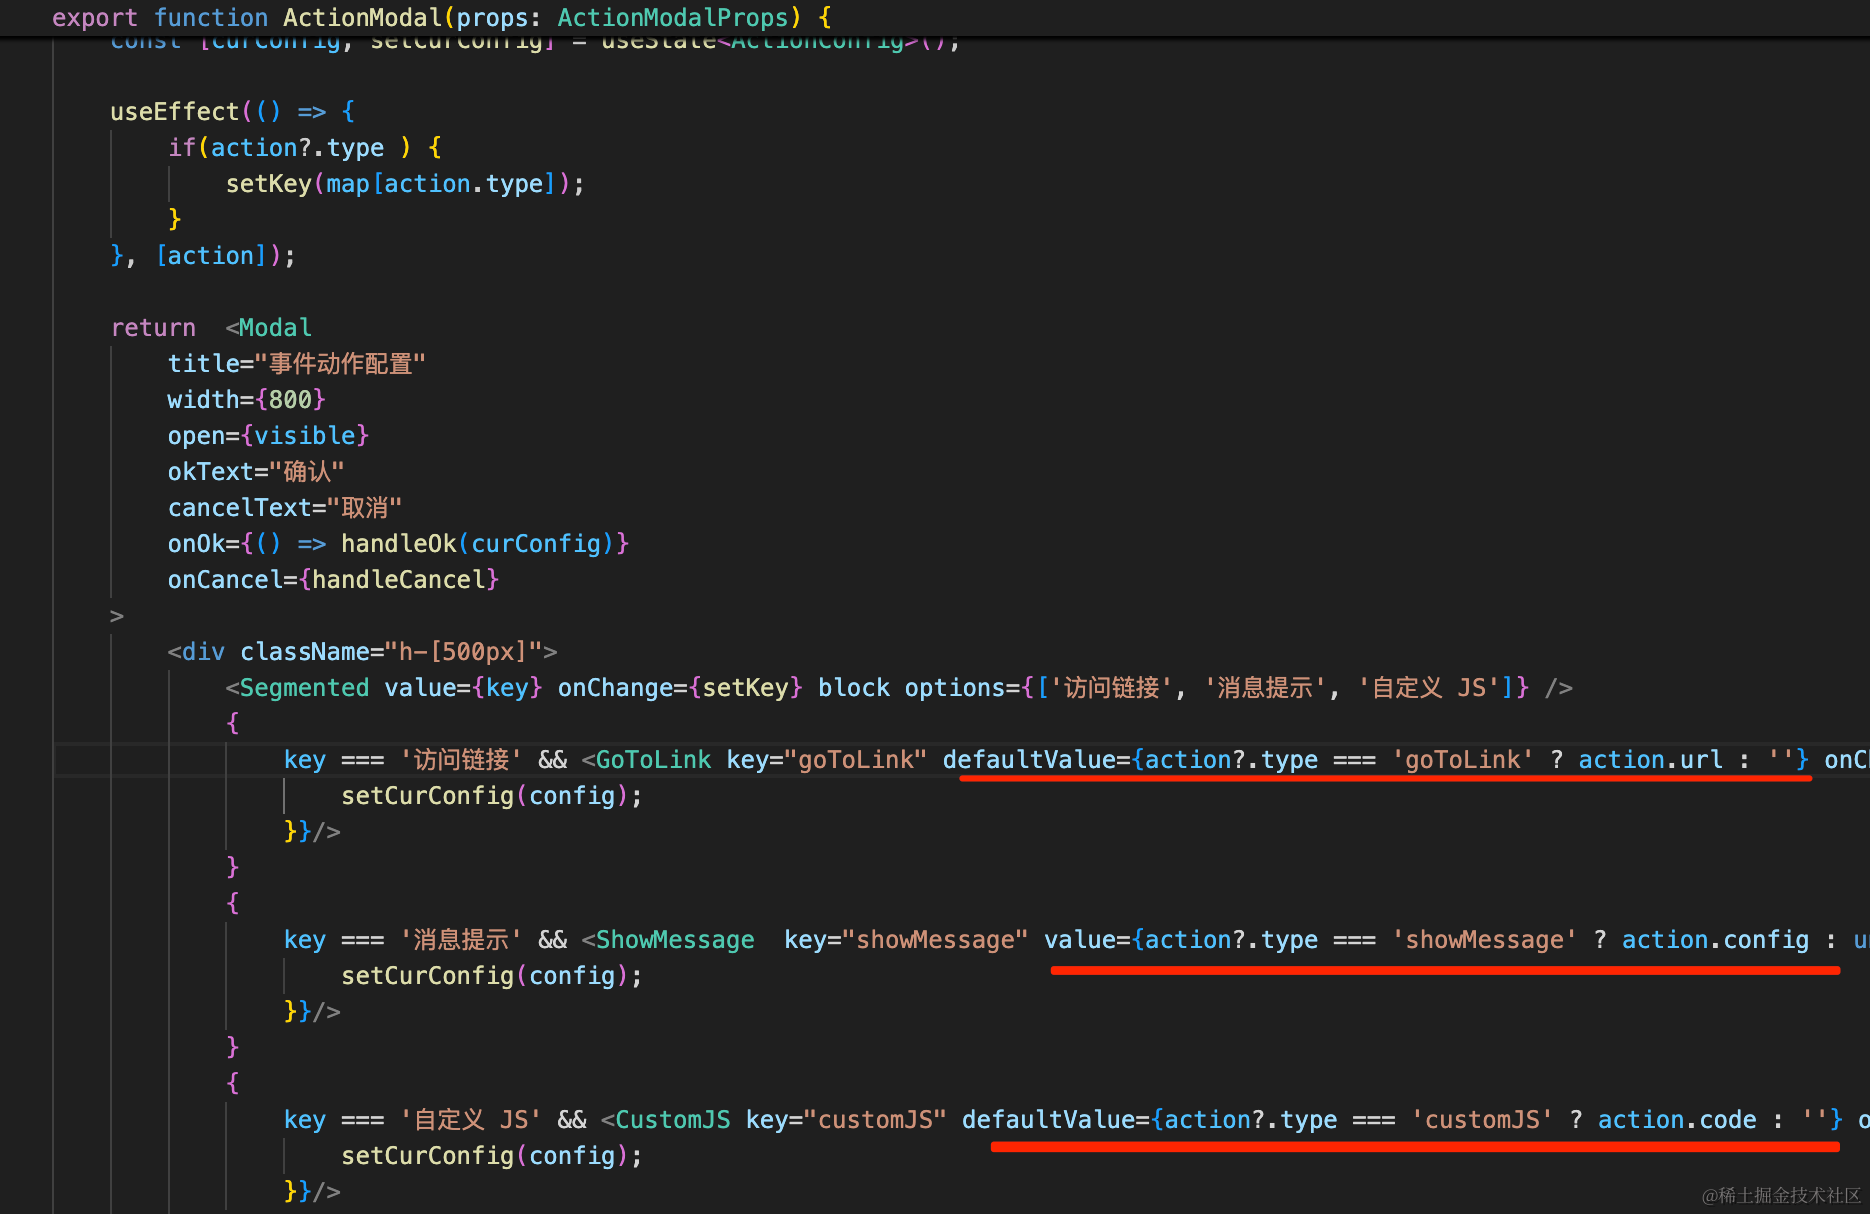 export function ActionModal(props: ActionModalProps) {
const [curConfig, setCurConfig] = useState<ActionConfig>();
useEffect(() => {
if(action?.type ) {
setKey(map[action.type]);
}
}, [action]);
return  <Modal
title="事件动作配置"
width={800}
open={visible}
okText="确认"
cancelText="取消"
onOk={() => handleOk(curConfig)}
onCancel={handleCancel}
>
<div className="h-[500px]">
<Segmented value={key} onChange={setKey} block options={['访问链接', '消息提示', '自定义 JS']} />
{
key === '访问链接' && <GoToLink key="goToLink" defaultValue={action?.type === 'goToLink' ? action.url : ''} onC
setCurConfig(config);
}}/>
}
{
key === '消息提示' && <ShowMessage  key="showMessage" value={action?.type === 'showMessage' ? action.config : u
setCurConfig(config);
}}/>
}
{
key === '自定义 JS' && <CustomJS key="customJS" defaultValue={action?.type === 'customJS' ? action.code : ''} o
setCurConfig(config);
}}/>
@稀土掘金技术社区